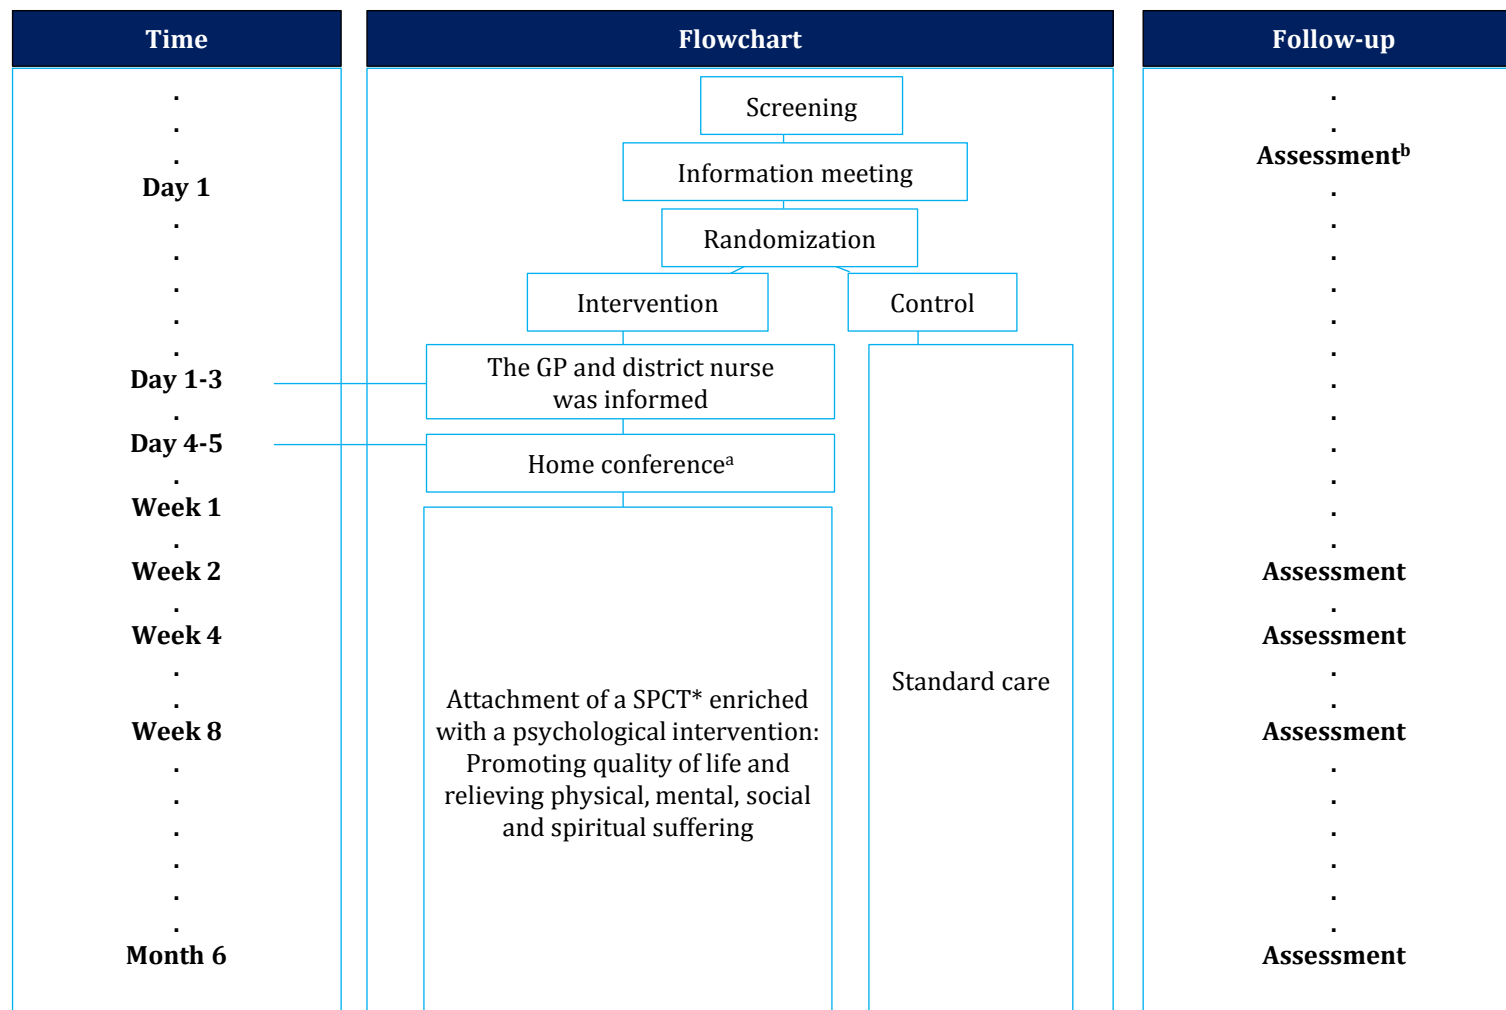 Time
Flowchart
Follow-up
.
.
.
Day 1
.
.
.
.
.
Day 1-3
.
Day 4-5
.
Week 1
.
Week 2
.
Week 4
.
.
Week 8
.
.
.
.
.
.
Month 6
Screening
Information meeting
Randomization
Intervention
Control
The GP and district nurse
was informed
Home conferenceᵃ
Attachment of a SPCT* enriched
with a psychological intervention:
Promoting quality of life and
relieving physical, mental, social
and spiritual suffering
Standard care
.
.
Assessmentᵇ
.
.
.
.
.
.
.
.
.
.
.
.
Assessment
.
Assessment
.
.
Assessment
.
.
.
.
.
.
Assessment